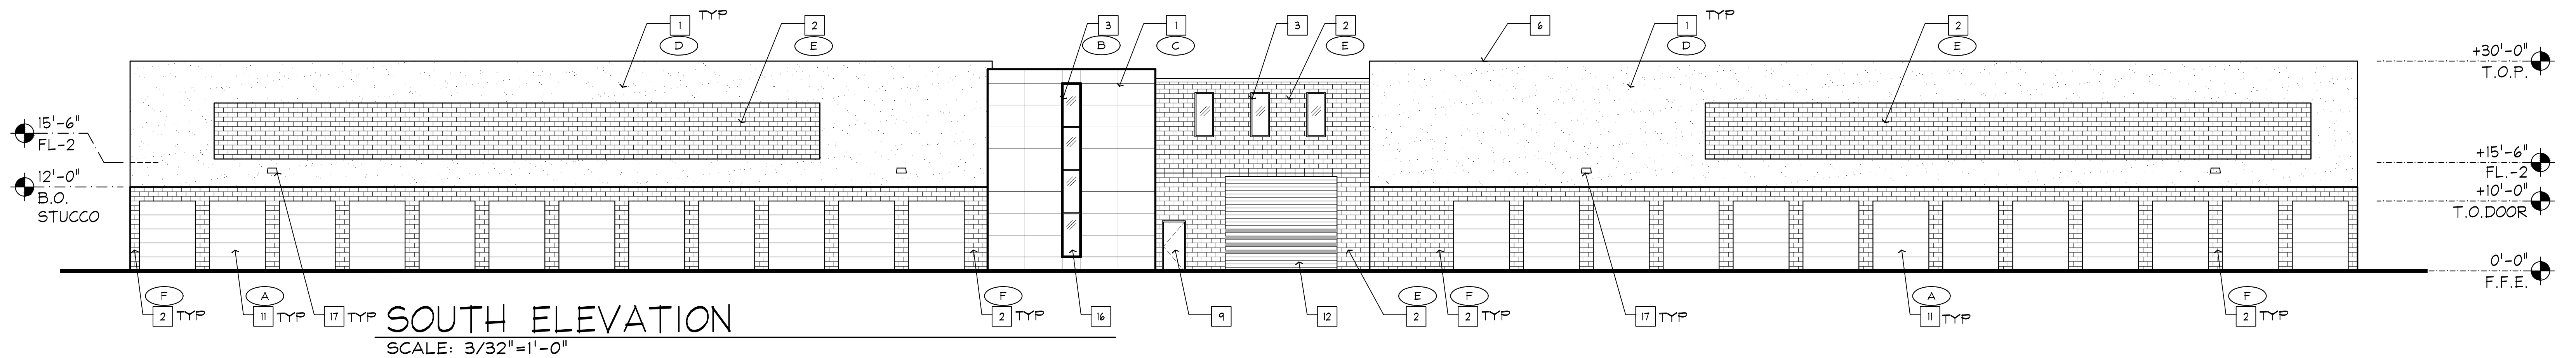 1 TYP
D
2
E
3
B
1
C
3
2
E
6
1 TYP
D
2
E
+30'-0"
T.O.P.
15'-6"
FL-2
12'-0"
B.O.
STUCCO
+15'-6"
FL.-2
+10'-0"
T.O.DOOR
0'-0"
F.F.E.
F
2 TYP
A
11 TYP
17 TYP
F
2 TYP
16
9
12
E
2
F
2 TYP
17 TYP
A
11 TYP
F
2 TYP
SOUTH ELEVATION
SCALE: 3/32"=1'-0"